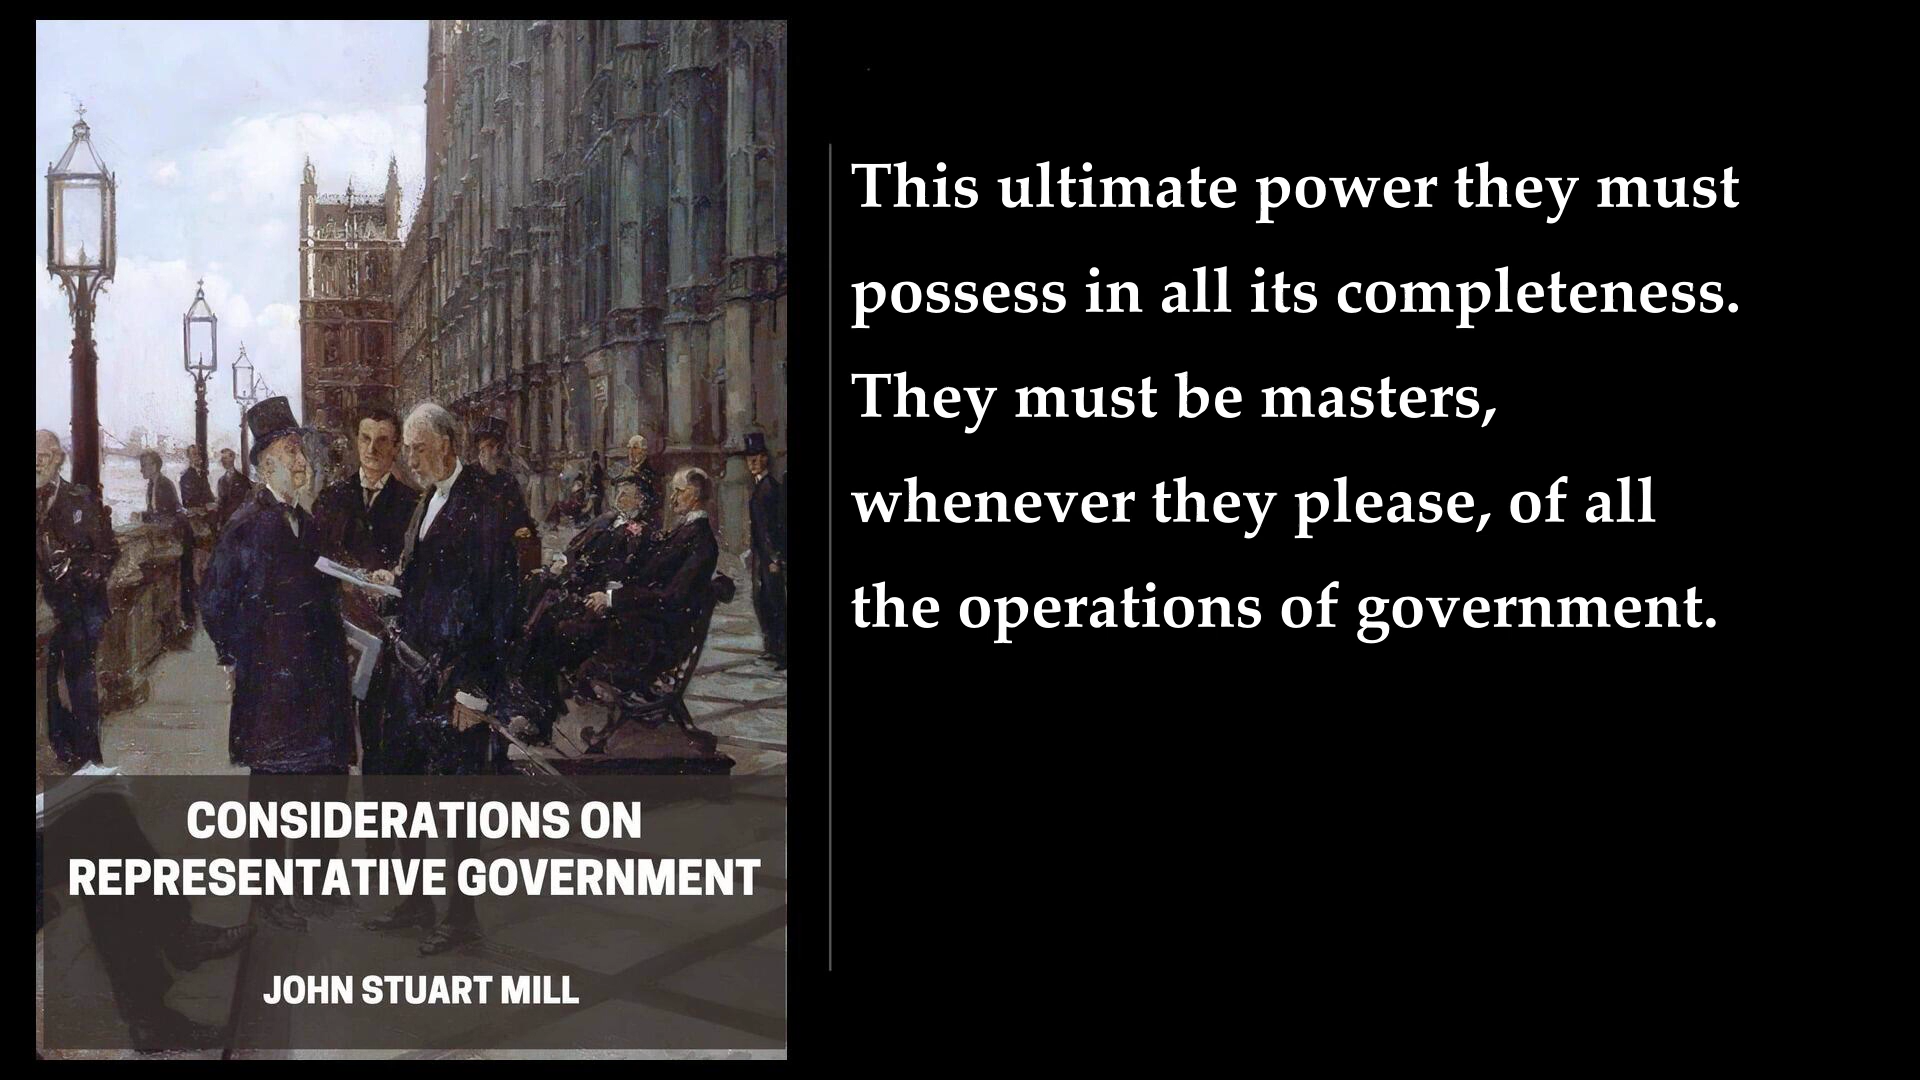 This ultimate power they must
possess in all its completeness.
They must be masters,
whenever they please, of all
the operations of government.
CONSIDERATIONS ON
REPRESENTATIVE GOVERNMENT
JOHN STUART MILL